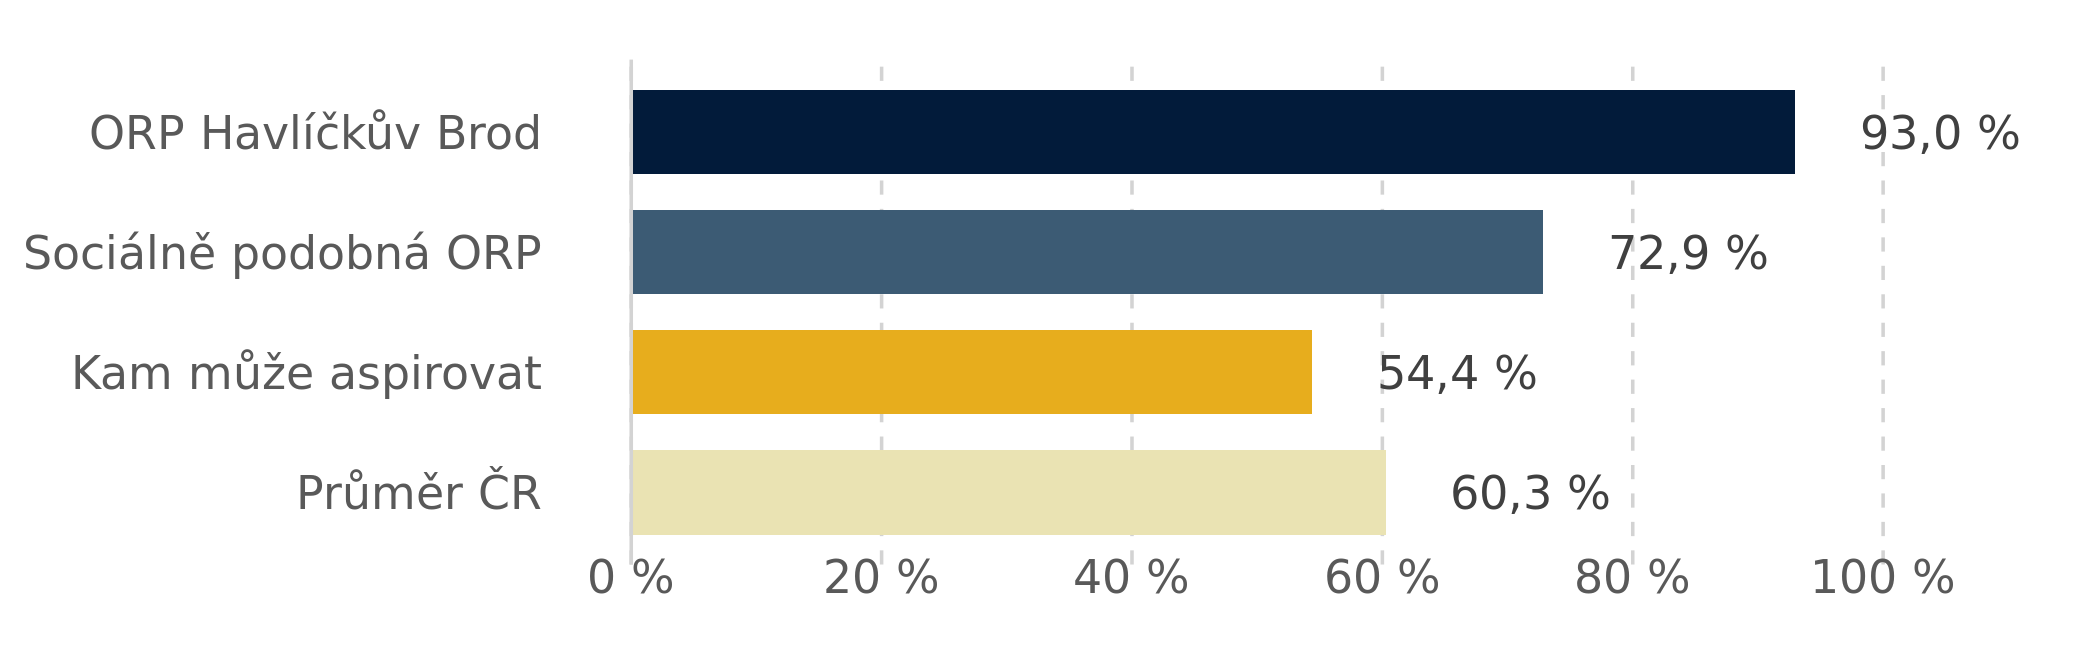 ORP Havlíčkův Brod 93,0 %
Sociálně podobná ORP 72,9 %
Kam může aspirovat 54,4 %
Průměr ČR 60,3 %
0 % 20 % 40 % 60 % 80 % 100 %